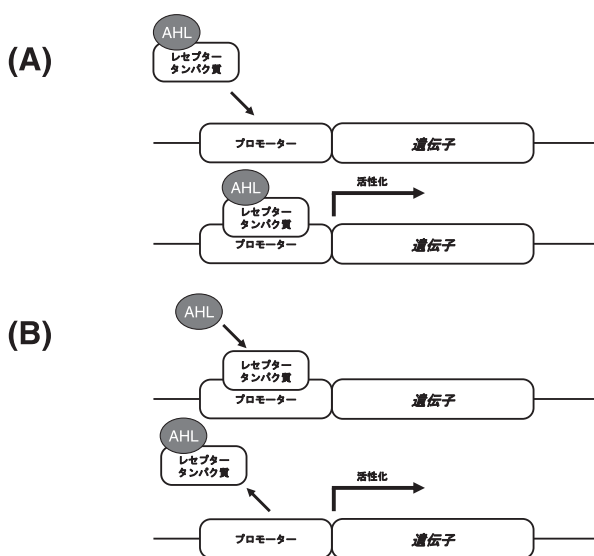 (A)
AHL
レセプター
タンパク質
プロモーター
遺伝子
AHL
活性化
レセプター
タンパク質
プロモーター
遺伝子
(B)
AHL
レセプター
タンパク質
プロモーター
遺伝子
AHL
レセプター
タンパク質
活性化
プロモーター
遺伝子